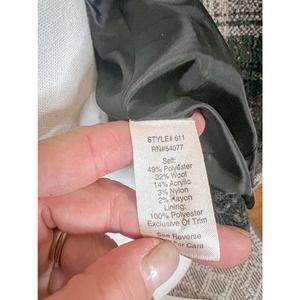 STYLE# 611
RN#54077
Self:
49% Polyester
32% Wool
14% Acrylic
3% Nylon
2% Rayon
Lining:
100% Polyester
Exclusive Of Trim
See Reverse
For Care